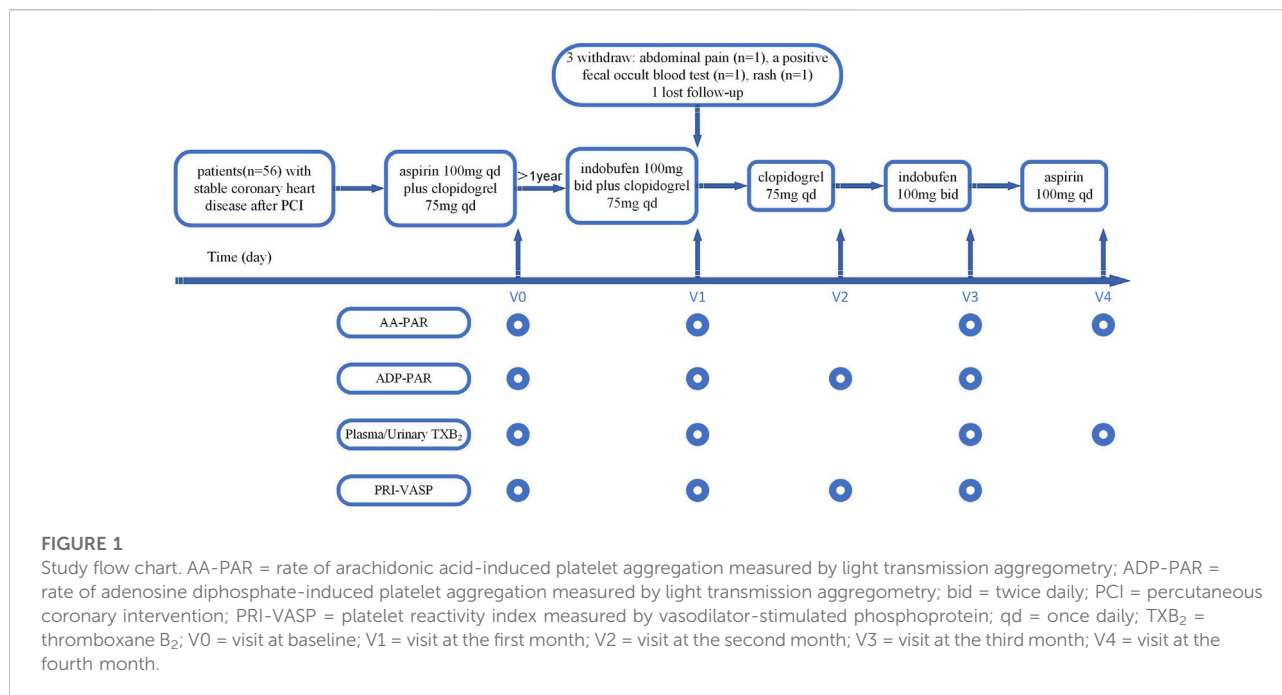 3 withdraw: abdominal pain (n=1), a positive
fecal occult blood test (n=1), rash (n=1)
1 lost follow-up
patients(n=56) with
stable coronary heart
disease after PCI
aspirin 100mg qd
plus clopidogrel
75mg qd
>1year
indobufen 100mg
bid plus clopidogrel
75mg qd
clopidogrel
75mg qd
indobufen
100mg bid
aspirin
100mg qd
Time (day)
V0
V1
V2
V3
V4
AA-PAR
ADP-PAR
Plasma/Urinary TXB₂
PRI-VASP
FIGURE 1
Study flow chart. AA-PAR = rate of arachidonic acid-induced platelet aggregation measured by light transmission aggregometry; ADP-PAR =
rate of adenosine diphosphate-induced platelet aggregation measured by light transmission aggregometry; bid = twice daily; PCI = percutaneous
coronary intervention; PRI-VASP = platelet reactivity index measured by vasodilator-stimulated phosphoprotein; qd = once daily; TXB₂ =
thromboxane B₂; V0 = visit at baseline; V1 = visit at the first month; V2 = visit at the second month; V3 = visit at the third month; V4 = visit at the
fourth month.